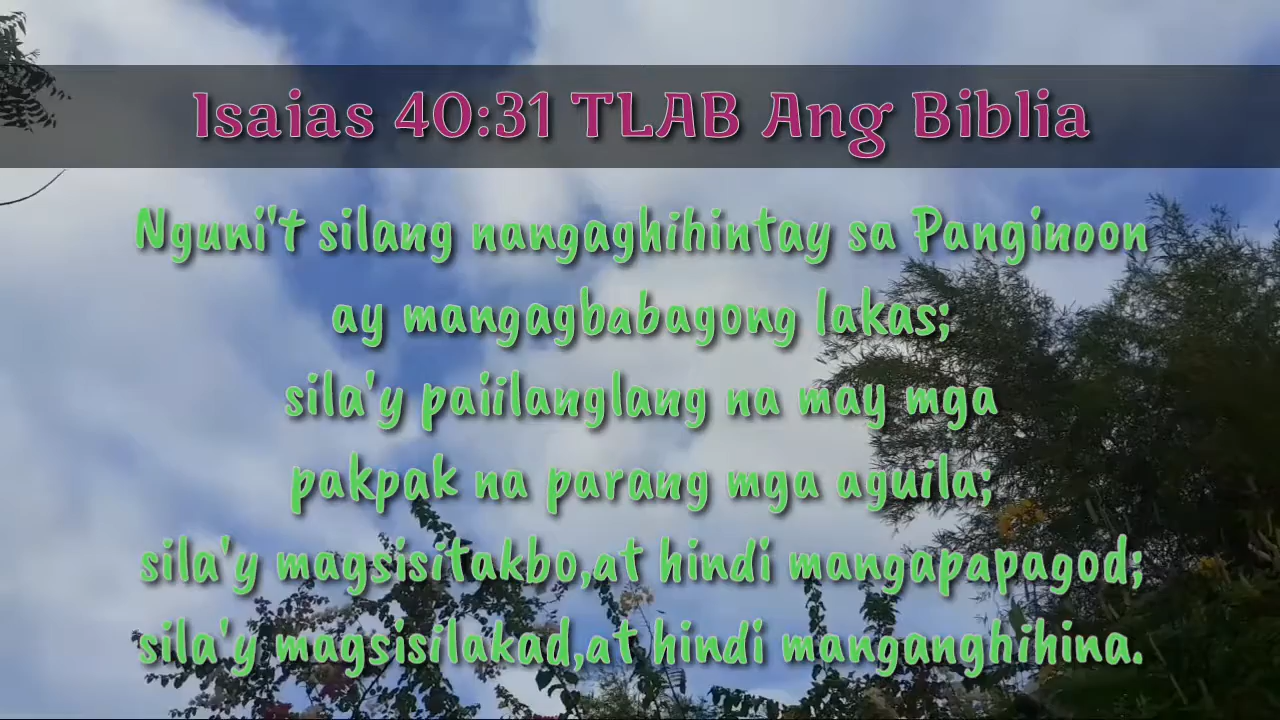 Isaias 40:31 TLAB Ang Biblia
Nguni't silang nangaghihintay sa Panginoon
ay mangagbabagong lakas;
sila'y paiilanglang na may mga
pakpak na parang mga aguila;
sila'y magsisitakbo,at hindi mangapapagod;
sila'y magsisilakad,at hindi manganghihina.